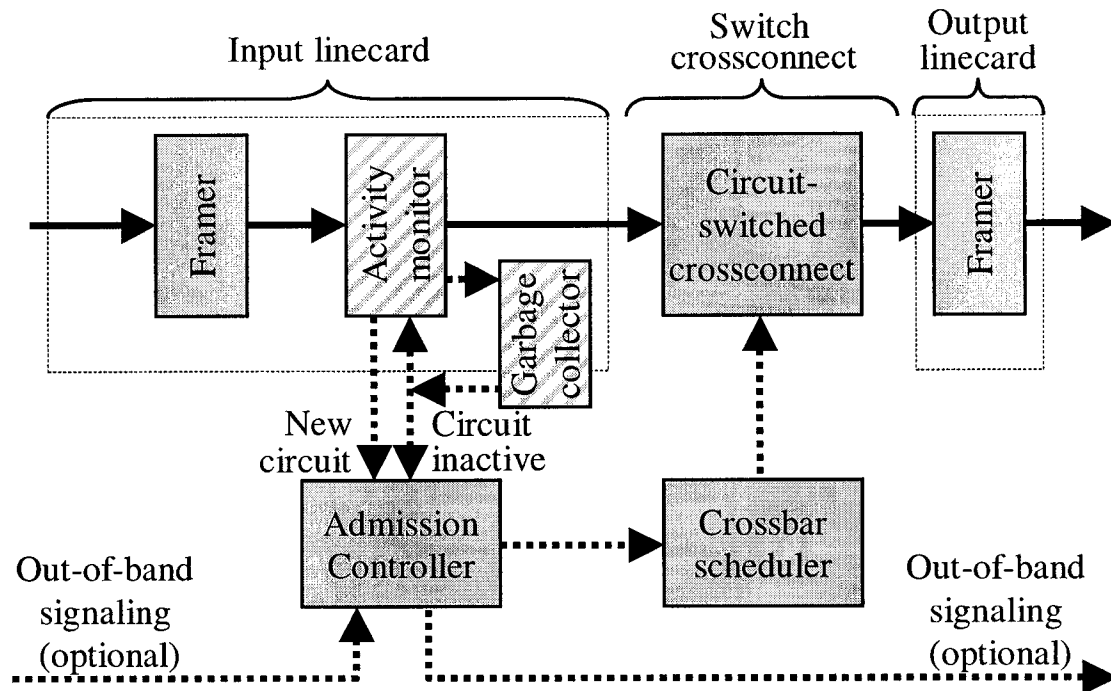 Input linecard
Switch
crossconnect
Output
linecard
Framer
Activity
monitor
Garbage
collector
Circuit-
switched
crossconnect
Framer
New
circuit
Circuit
inactive
Admission
Controller
Crossbar
scheduler
Out-of-band
signaling
(optional)
Out-of-band
signaling
(optional)